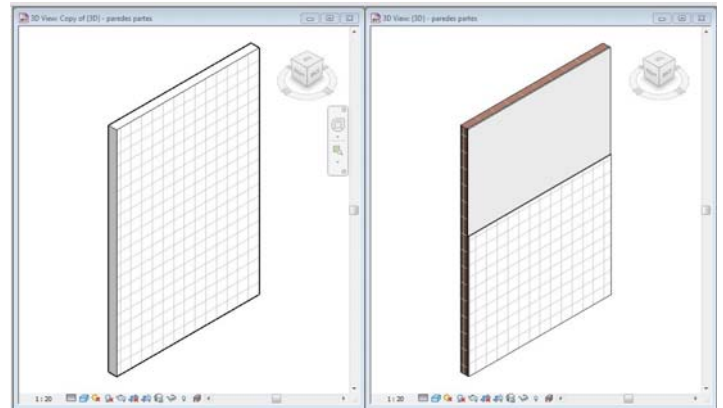 3D View: Copy of {3D} - paredes partes
3D View: {3D} - paredes partes
1 : 20
1 : 20